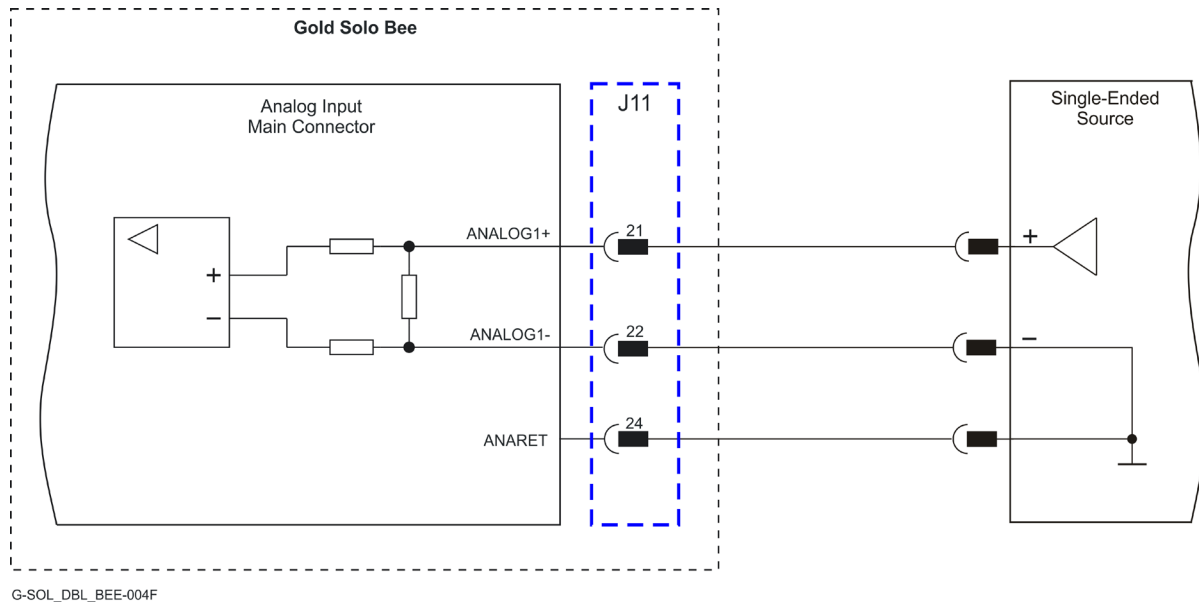 Gold Solo Bee
Analog Input
Main Connector
J11
Single-Ended
Source
ANALOG1+
21
+
+
ANALOG1-
22
−
−
ANARET
24
G-SOL_DBL_BEE-004F